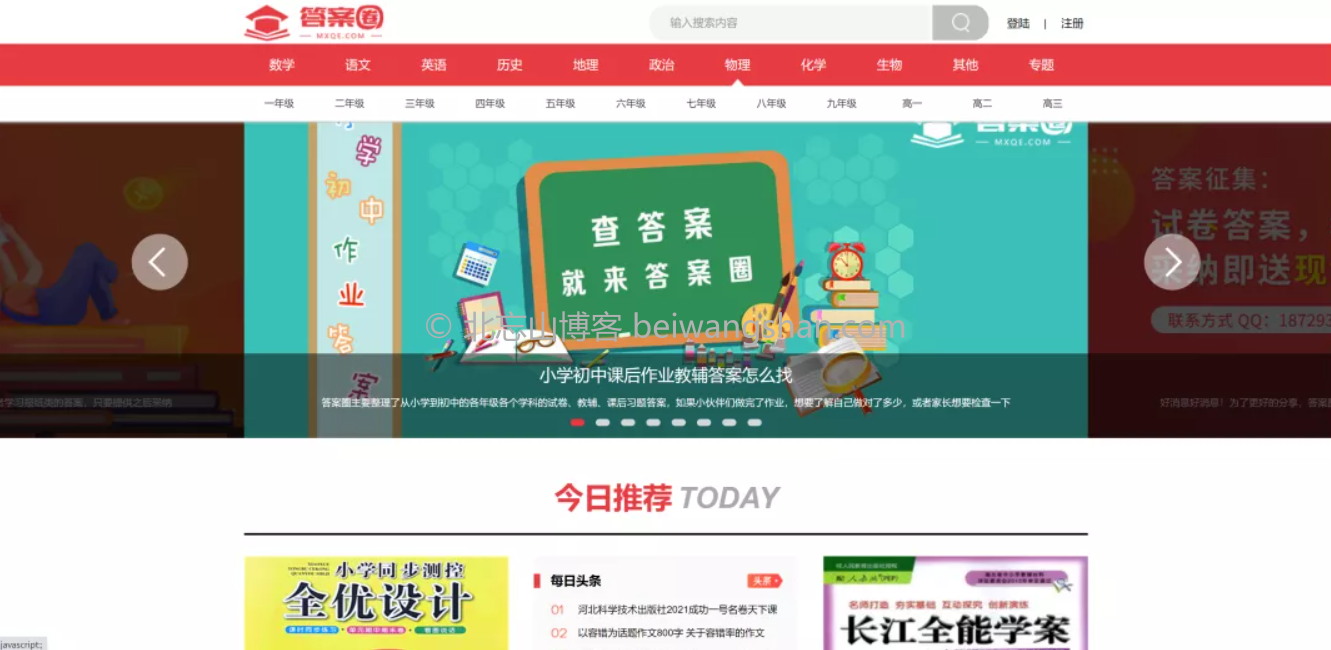 答案圈
MXQE.COM
输入搜索内容
登陆 | 注册
数学 语文 英语 历史 地理 政治 物理 化学 生物 其他 专题
一年级 二年级 三年级 四年级 五年级 六年级 七年级 八年级 九年级 高一 高二 高三
学初中作业答案
答案圈
MXQE.COM
查答案
就来答案圈
答案征集：
试卷答案，
采纳即送现
联系方式 QQ：187293
© 北忘山博客 beiwangshan.com
小学初中课后作业教辅答案怎么找
答案圈主要整理了从小学到初中的各年级各个学科的试卷、教辅、课后习题答案，如果小伙伴们做完了作业，想要了解自己做对了多少，或者家长想要检查一下
好消息好消息！为了更好的分享，答案
今日推荐 TODAY
小学同步测控
全优设计
每日头条
头条
01 河北科学技术出版社2021成功一号名卷天下课
02 以容错为话题作文800字 关于容错率的作文
名师打造 夯实基础 互动探究 创新演练
长江全能学案
javascript:;